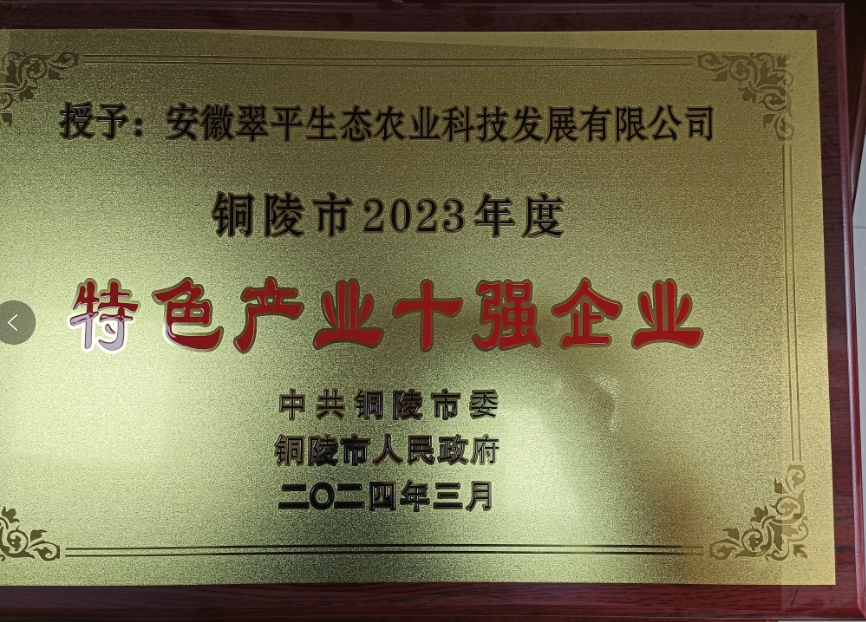 授予：安徽翠平生态农业科技发展有限公司
铜陵市2023年度
特色产业十强企业
中共铜陵市委
铜陵市人民政府
二〇二四年三月